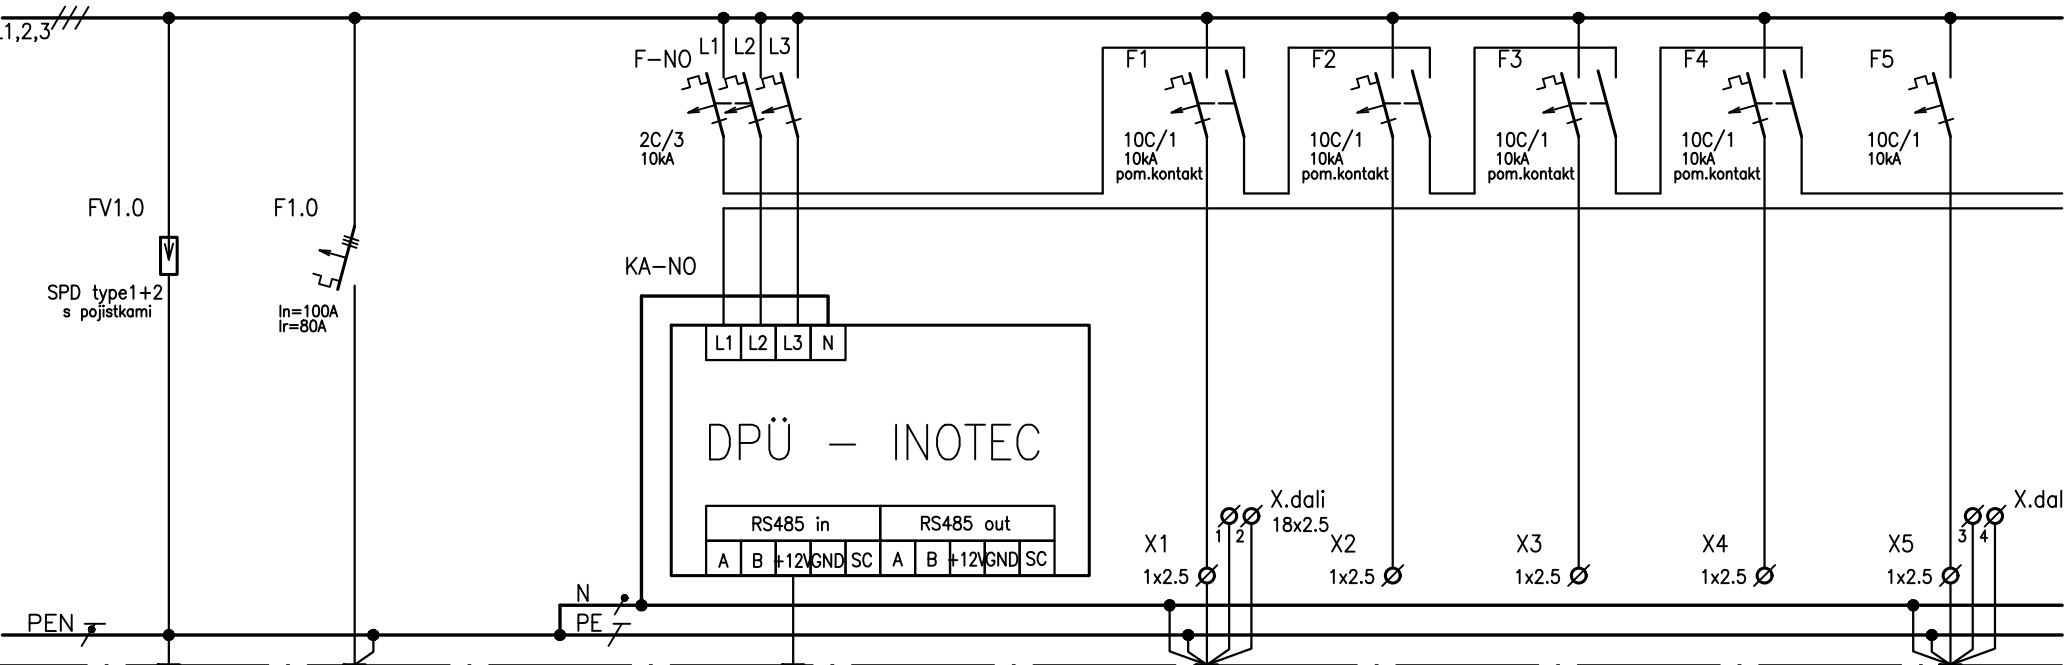 L1,2,3
L1 L2 L3
F-NO
F1
F2
F3
F4
F5
2C/3
10kA
10C/1
10kA
pom.kontakt
10C/1
10kA
pom.kontakt
10C/1
10kA
pom.kontakt
10C/1
10kA
pom.kontakt
10C/1
10kA
FV1.0
F1.0
SPD type1+2
s pojistkami
In=100A
Ir=80A
KA-NO
L1 L2 L3 N
DPÜ - INOTEC
RS485 in RS485 out
A B +12V GND SC A B +12V GND SC
X.dali
18x2.5
1 2
X.dal
3 4
X1
1x2.5
X2
1x2.5
X3
1x2.5
X4
1x2.5
X5
1x2.5
N
PE
PEN